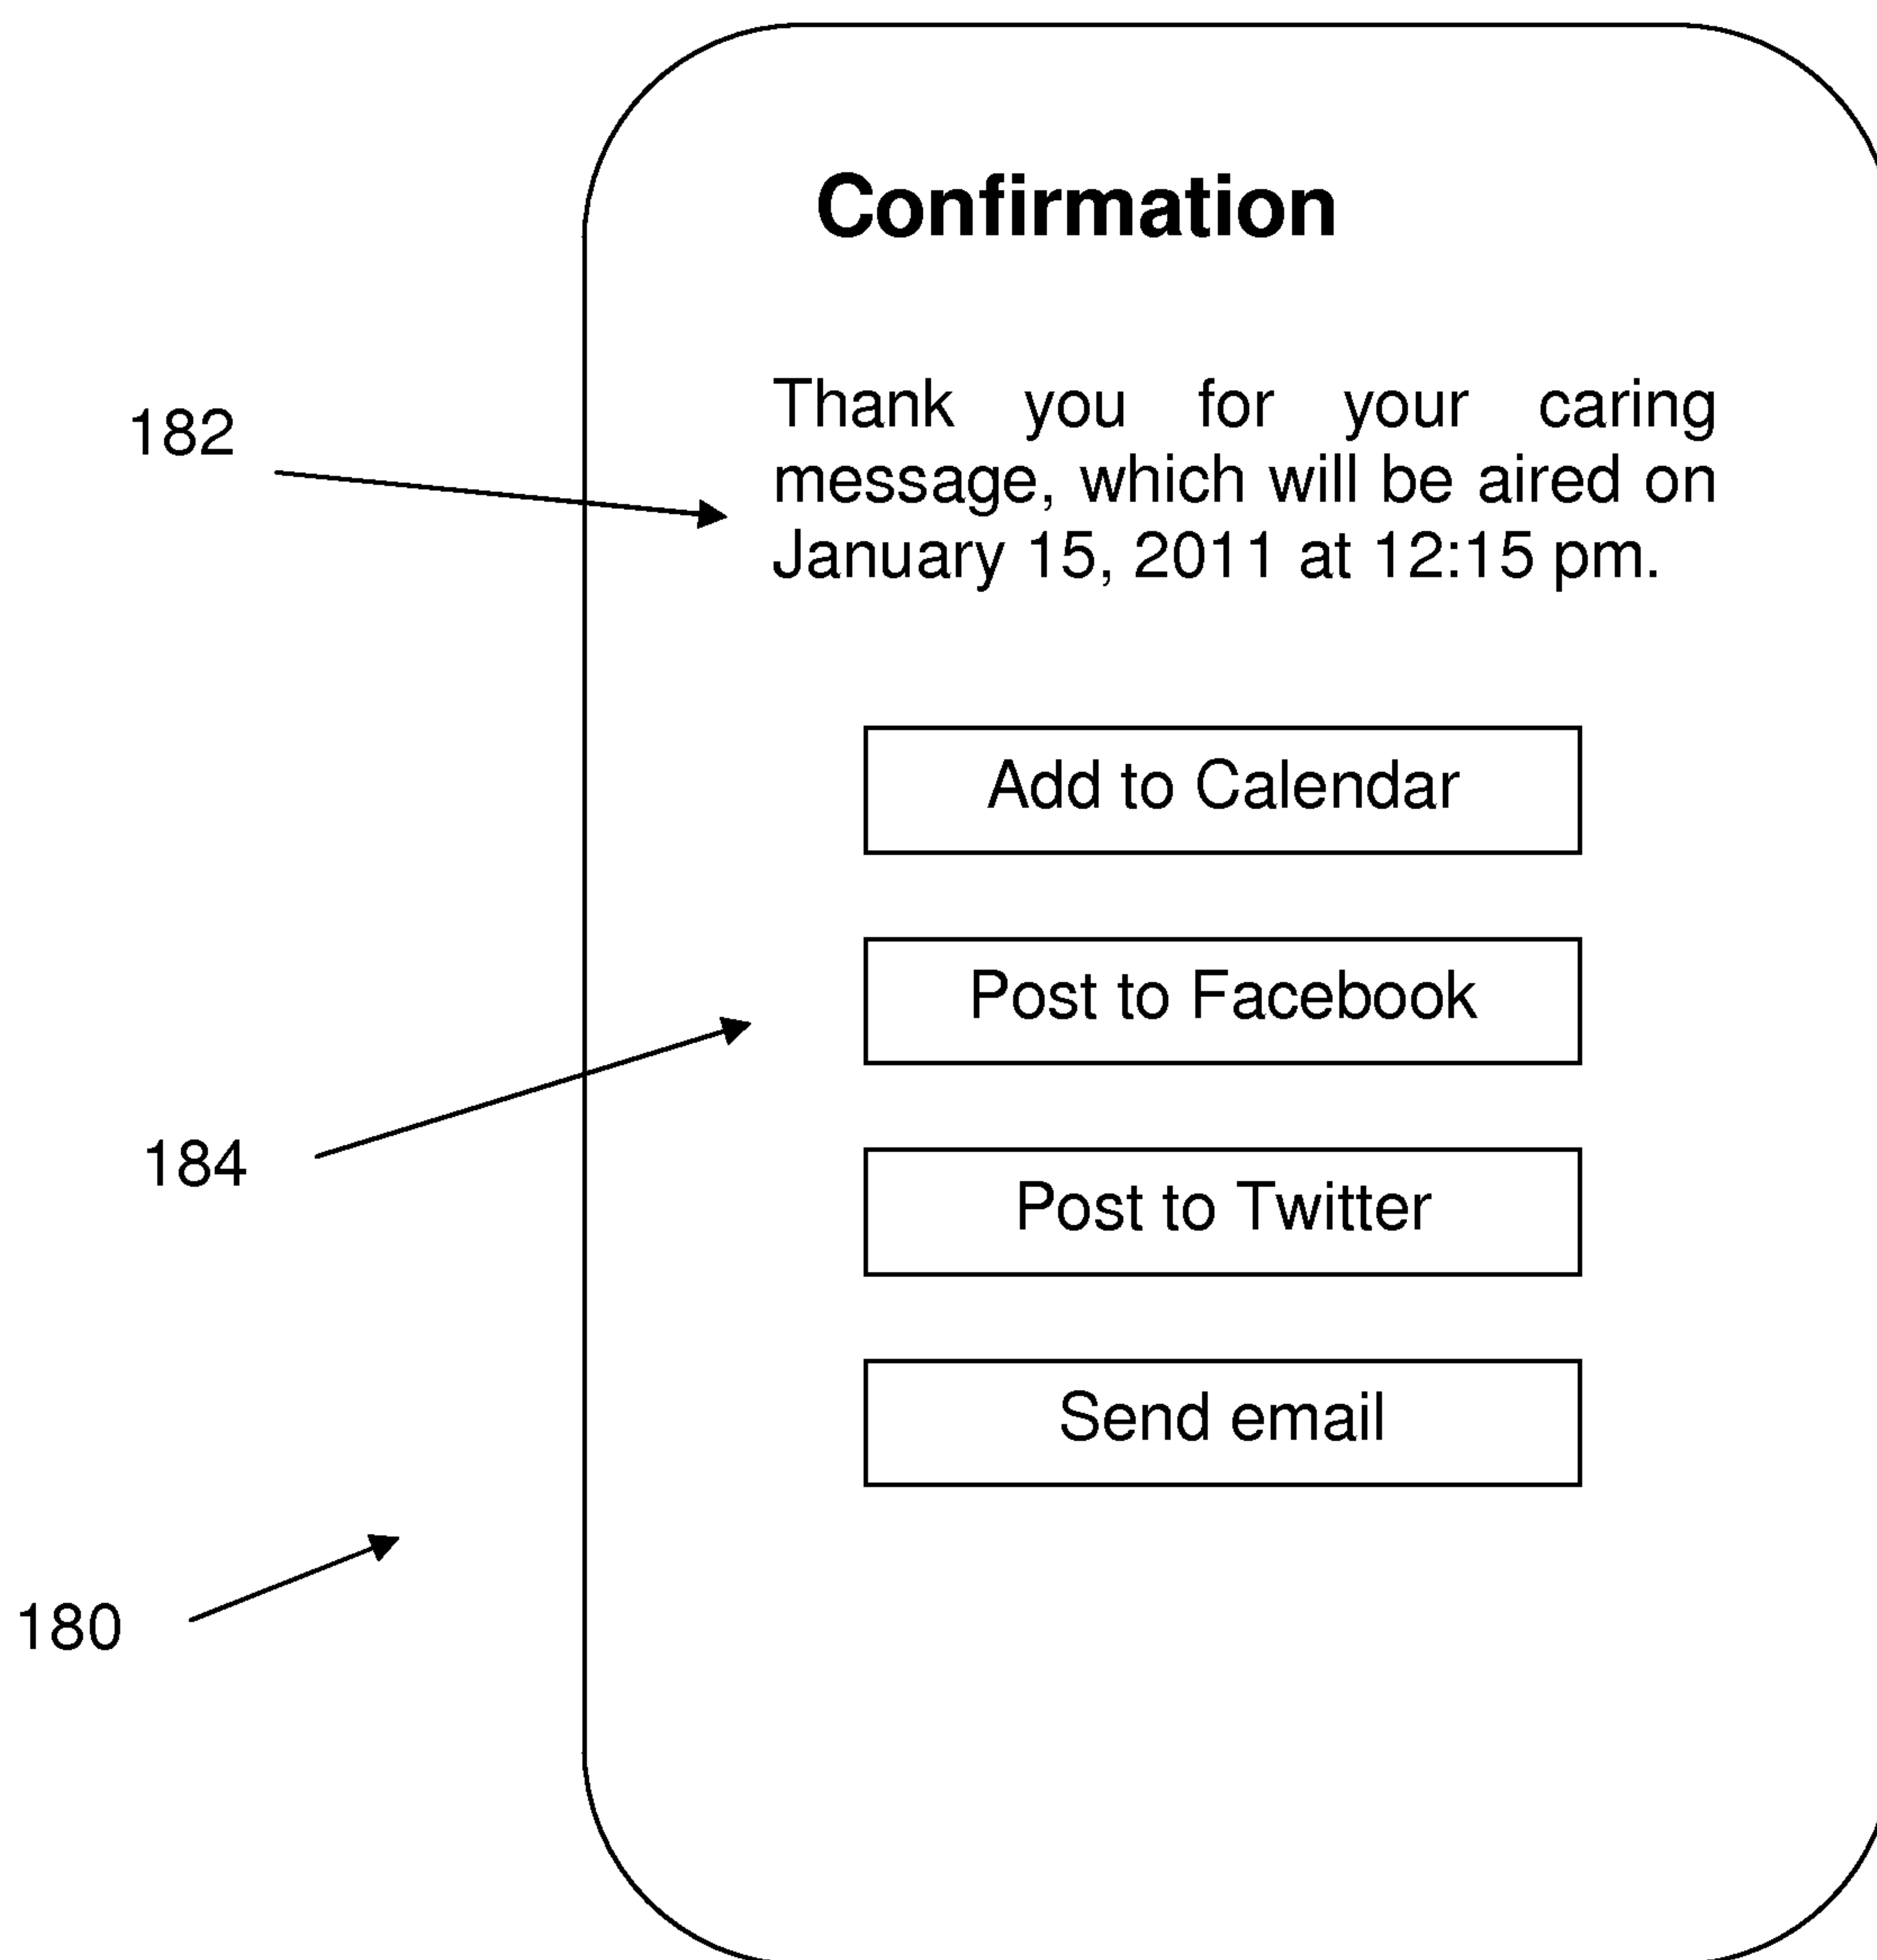 Confirmation
182
Thank you for your caring
message, which will be aired on
January 15, 2011 at 12:15 pm.
Add to Calendar
Post to Facebook
184
Post to Twitter
Send email
180